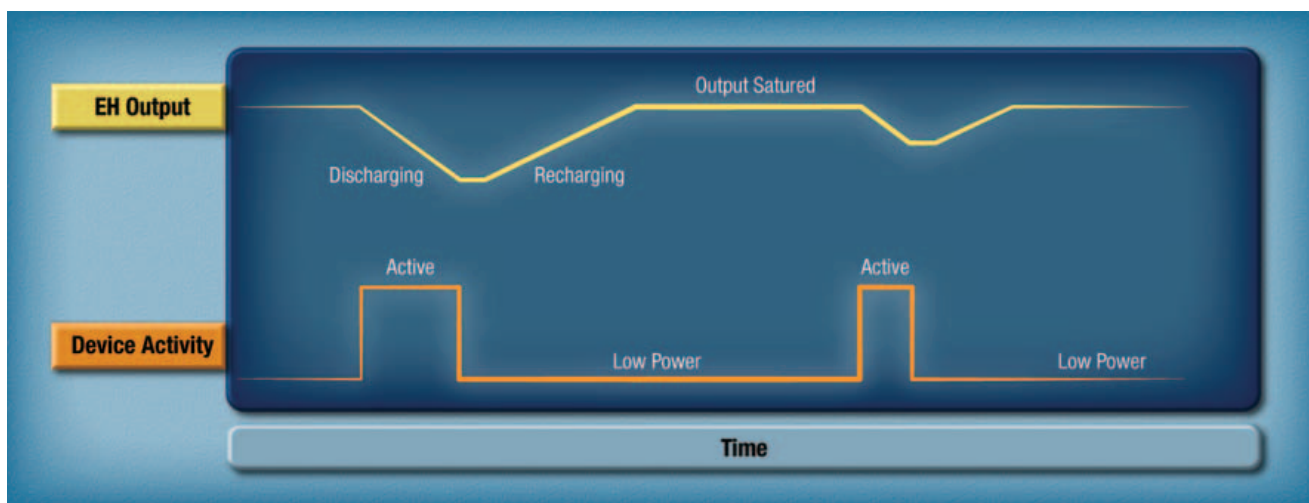 EH Output
Output Satured
Discharging
Recharging
Active
Active
Device Activity
Low Power
Low Power
Time